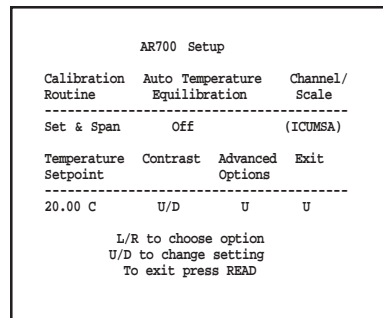 AR700 Setup
Calibration Auto Temperature Channel/
Routine Equilibration Scale
---------------------------------------
Set & Span Off (ICUMSA)
Temperature Contrast Advanced Exit
Setpoint Options
---------------------------------------
20.00 C U/D U U
L/R to choose option
U/D to change setting
To exit press READ